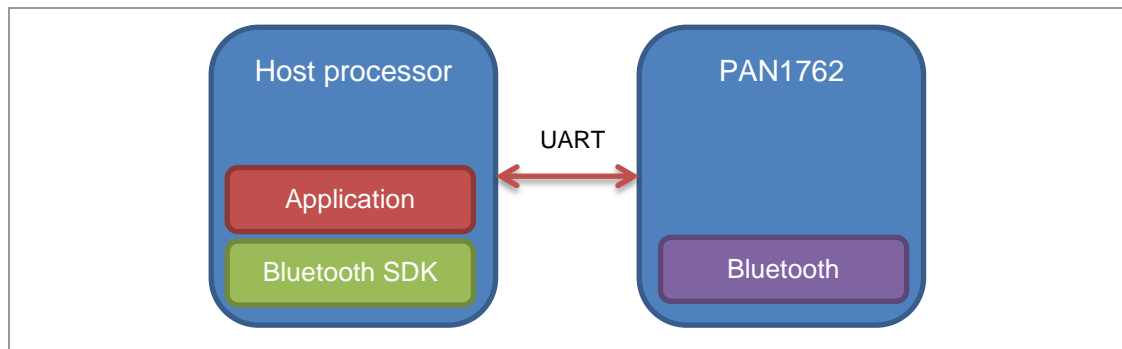 Host processor
PAN1762
UART
Application
Bluetooth SDK
Bluetooth